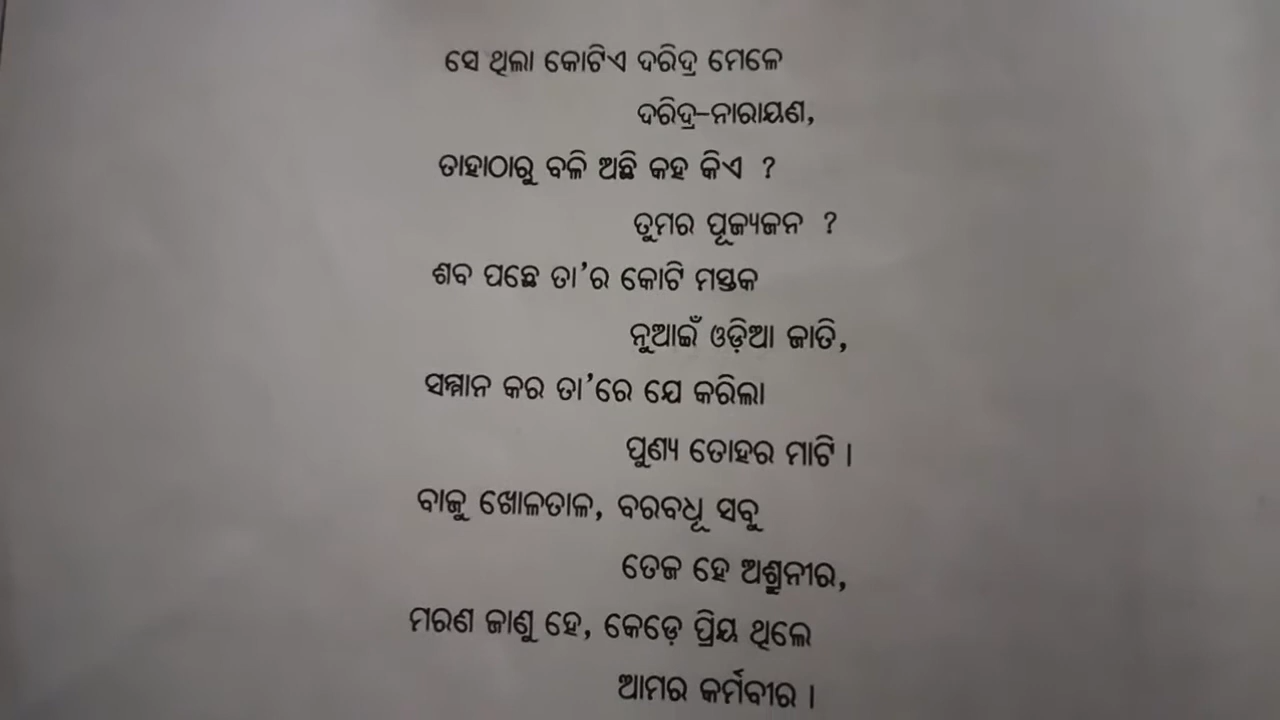 ସେ ଥିଲା କୋଟିଏ ଦରିଦ୍ର ମେଳେ
ଦରିଦ୍ର–ନାରାୟଣ,
ତାହାଠାରୁ ବଳି ଅଛି କହ କିଏ ?
ତୁମର ପୂଜ୍ୟଜନ ?
ଶବ ପଛେ ତା’ର କୋଟି ମସ୍ତକ
ନୁଆଇଁ ଓଡ଼ିଆ ଜାତି,
ସମ୍ମାନ କର ତା’ରେ ଯେ କରିଲା
ପୁଣ୍ୟ ତୋହର ମାଟି ।
ବାଜୁ ଖୋଳତାଳ, ବରବଧୂ ସବୁ
ତେଜ ହେ ଅଶ୍ରୁନୀର,
ମରଣ ଜାଣୁ ହେ, କେଡ଼େ ପ୍ରିୟ ଥିଲେ
ଆମର କର୍ମବୀର ।